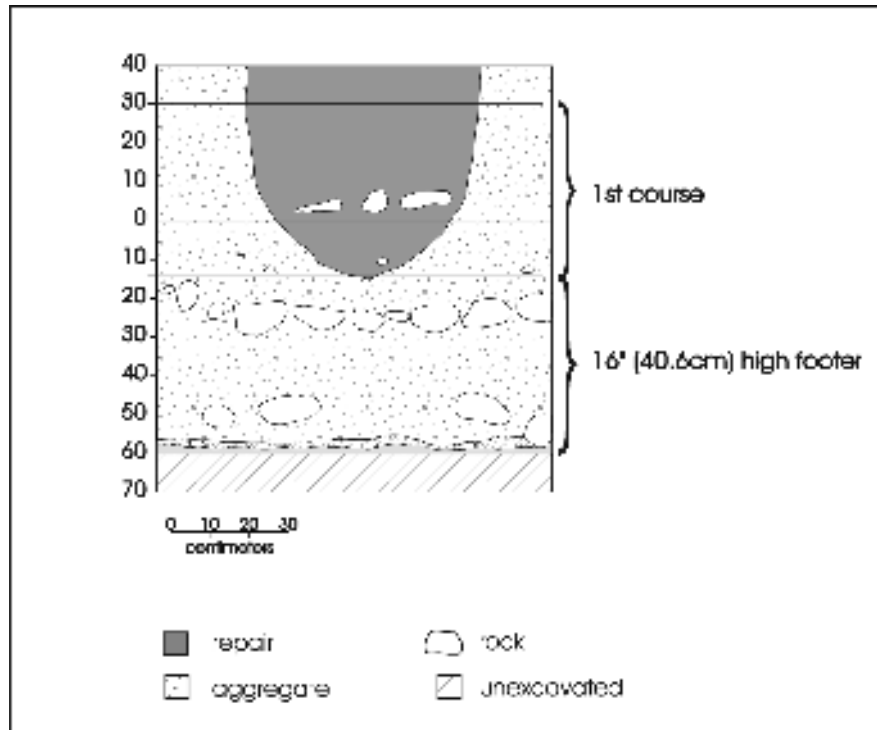 40
30
20
10
0
10
20
30
40
50
60
70
1st course
16" (40.6cm) high footer
0 10 20 30
centimeters
repair
rock
aggregate
unexcavated